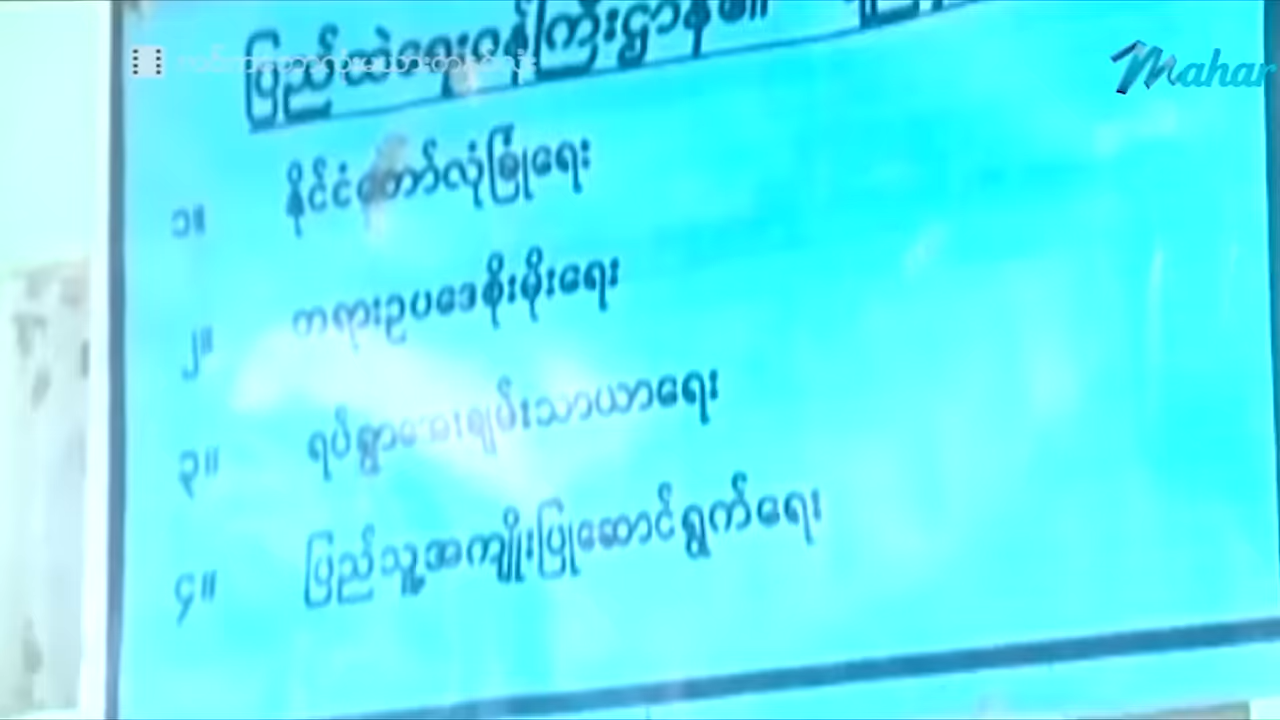 ပြည်ထဲရေးဝန်ကြီးဌာန၏
Mahar
၁။ နိုင်ငံတော်လုံခြုံရေး
၂။ တရားဥပဒေစိုးမိုးရေး
၃။ ရပ်ရွာအေးချမ်းသာယာရေး
၄။ ပြည်သူ့အကျိုးပြုဆောင်ရွက်ရေး